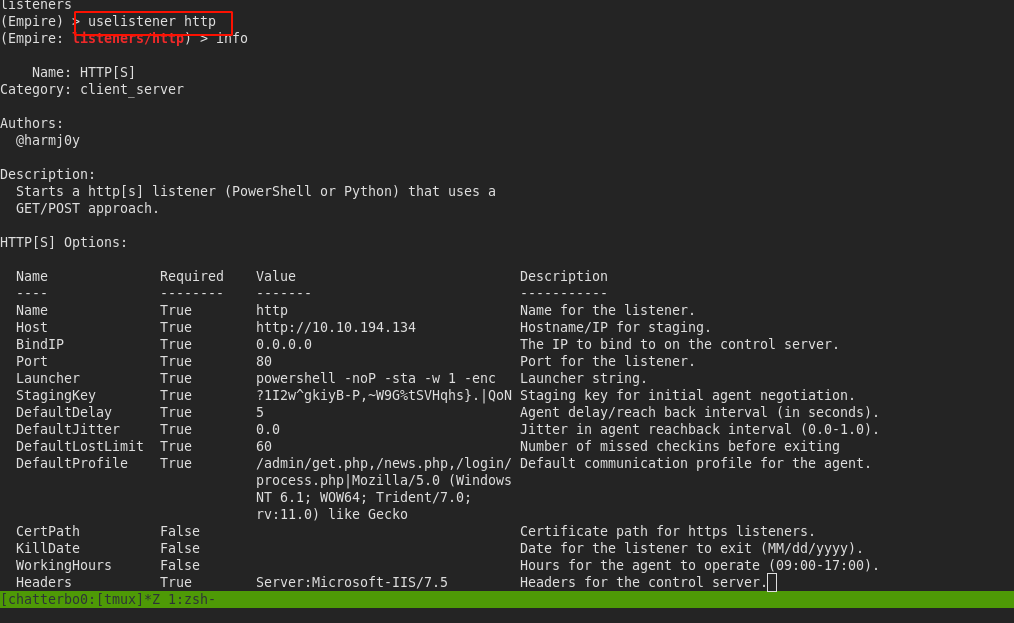 listeners
(Empire) > uselistener http
(Empire: listeners/http) > info
Name: HTTP[S]
Category: client_server
Authors:
@harmj0y
Description:
Starts a http[s] listener (PowerShell or Python) that uses a
GET/POST approach.
HTTP[S] Options:
Name Required Value Description
---- -------- ------- -----------
Name True http Name for the listener.
Host True http://10.10.194.134 Hostname/IP for staging.
BindIP True 0.0.0.0 The IP to bind to on the control server.
Port True 80 Port for the listener.
Launcher True powershell -noP -sta -w 1 -enc Launcher string.
StagingKey True ?1I2w^gkiyB-P,~W9G%tSVHqhs}.|QoN Staging key for initial agent negotiation.
DefaultDelay True 5 Agent delay/reach back interval (in seconds).
DefaultJitter True 0.0 Jitter in agent reachback interval (0.0-1.0).
DefaultLostLimit True 60 Number of missed checkins before exiting
DefaultProfile True /admin/get.php,/news.php,/login/ Default communication profile for the agent.
process.php|Mozilla/5.0 (Windows
NT 6.1; WOW64; Trident/7.0;
rv:11.0) like Gecko
CertPath False Certificate path for https listeners.
KillDate False Date for the listener to exit (MM/dd/yyyy).
WorkingHours False Hours for the agent to operate (09:00-17:00).
Headers True Server:Microsoft-IIS/7.5 Headers for the control server.
[chatterbo0:[tmux]*Z 1:zsh-